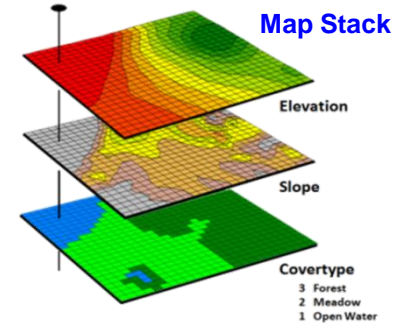 Map Stack
Elevation
Slope
Covertype
3 Forest
2 Meadow
1 Open Water